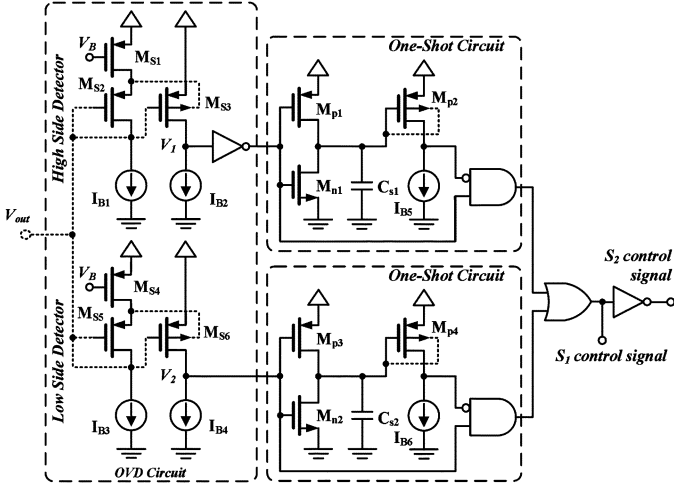 High Side Detector
V_B
M_S1
M_S2
M_S3
V_1
I_B1
I_B2
One-Shot Circuit
M_p1
M_p2
M_n1
C_s1
I_B5
V_out
Low Side Detector
V_B
M_S4
M_S5
M_S6
V_2
I_B3
I_B4
OVD Circuit
One-Shot Circuit
M_p3
M_p4
M_n2
C_s2
I_B6
S_2 control
signal
S_1 control signal